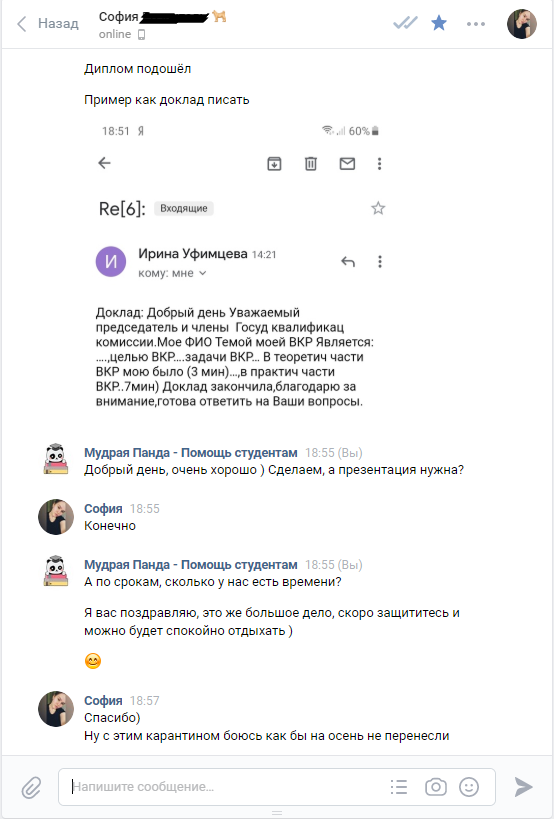 Назад
София
online
Диплом подошёл
Пример как доклад писать
18:51 Я
60%
Re[6]: Входящие
И
Ирина Уфимцева 14:21
кому: мне
Доклад: Добрый день Уважаемый
председатель и члены Госуд квалификац
комиссии.Мое ФИО Темой моей ВКР Является:
....,целью ВКР....задачи ВКР... В теоретич части
ВКР мою было (3 мин)...,в практич части
ВКР..7мин) Доклад закончила,благодарю за
внимание,готова ответить на Ваши вопросы.
Мудрая Панда - Помощь студентам 18:55 (Вы)
Добрый день, очень хорошо ) Сделаем, а презентация нужна?
София 18:55
Конечно
Мудрая Панда - Помощь студентам 18:55 (Вы)
А по срокам, сколько у нас есть времени?
Я вас поздравляю, это же большое дело, скоро защититесь и
можно будет спокойно отдыхать )
София 18:57
Спасибо)
Ну с этим карантином боюсь как бы на осень не перенесли
Напишите сообщение...